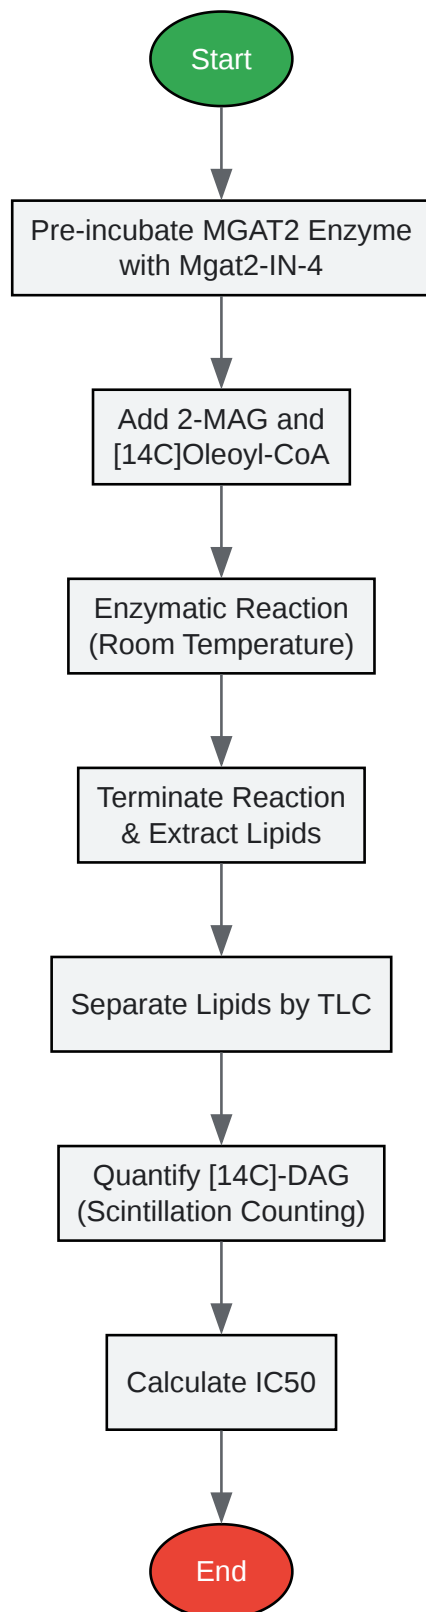 Start
Pre-incubate MGAT2 Enzyme
with Mgat2-IN-4
Add 2-MAG and
[14C]Oleoyl-CoA
Enzymatic Reaction
(Room Temperature)
Terminate Reaction
& Extract Lipids
Separate Lipids by TLC
Quantify [14C]-DAG
(Scintillation Counting)
Calculate IC50
End